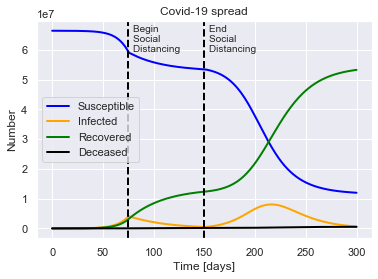 Covid-19 spread
1e7
Begin
Social
Distancing
End
Social
Distancing
7
6
5
4
3
2
1
0
Number
Susceptible
Infected
Recovered
Deceased
0
50
100
150
200
250
300
Time [days]